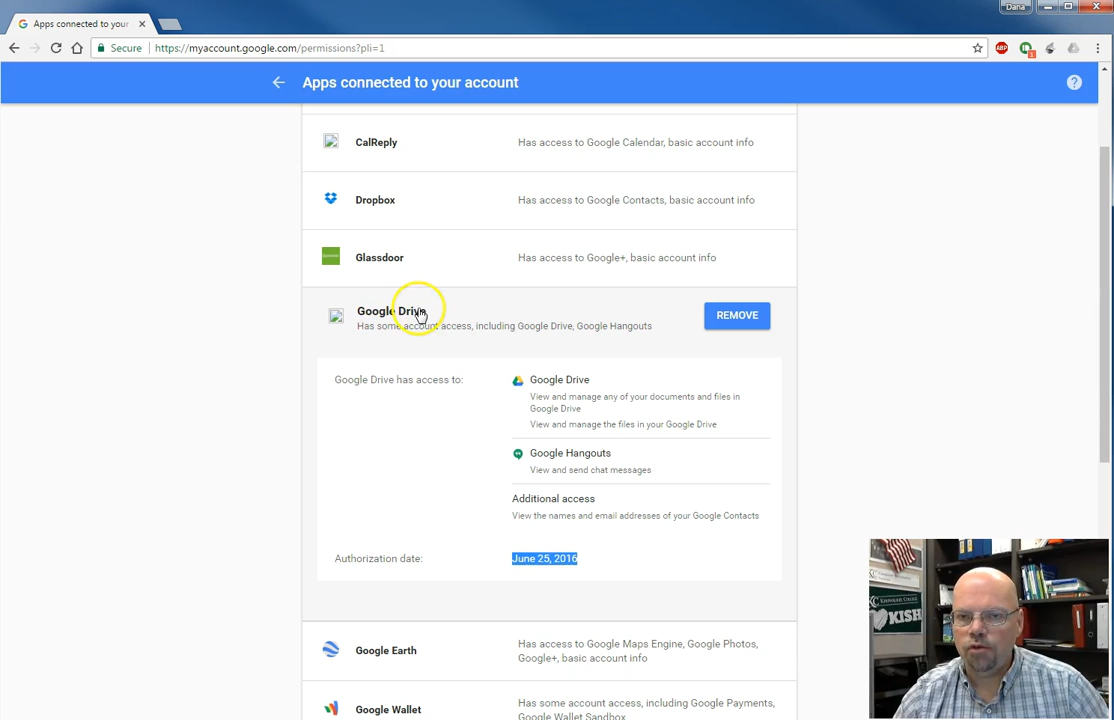 Dana
Apps connected to your
Secure
https://myaccount.google.com/permissions?pli=1
ABP
1
Apps connected to your account
?
CalReply
Has access to Google Calendar, basic account info
Dropbox
Has access to Google Contacts, basic account info
Glassdoor
Has access to Google+, basic account info
Google Drive
Has some account access, including Google Drive, Google Hangouts
REMOVE
Google Drive has access to:
Google Drive
View and manage any of your documents and files in
Google Drive
View and manage the files in your Google Drive
Google Hangouts
View and send chat messages
Additional access
View the names and email addresses of your Google Contacts
Authorization date:
June 25, 2016
Google Earth
Has access to Google Maps Engine, Google Photos,
Google+, basic account info
Google Wallet
Has some account access, including Google Payments,
Google Wallet Sandbox
KC
KISH